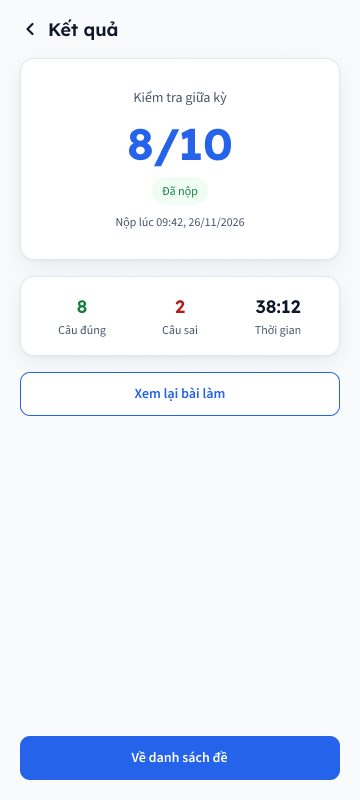 Kết quả
Kiểm tra giữa kỳ
8/10
Đã nộp
Nộp lúc 09:42, 26/11/2026
8 2 38:12
Câu đúng Câu sai Thời gian
Xem lại bài làm
Về danh sách đề